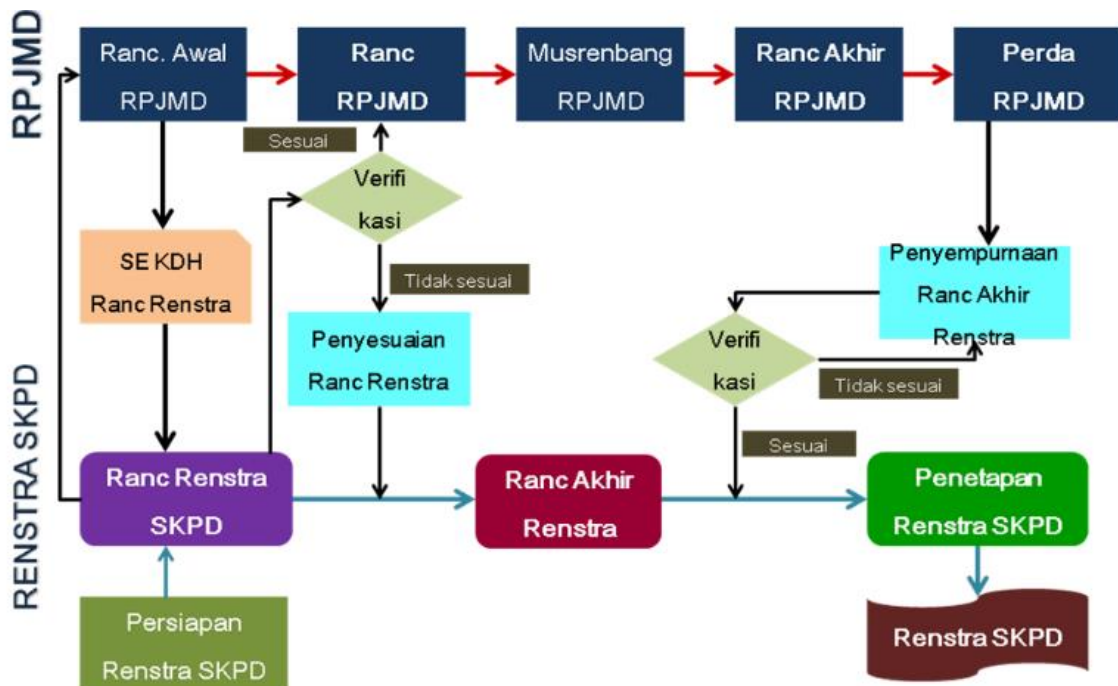 RPJMD
Ranc. Awal
RPJMD
Ranc
RPJMD
Musrenbang
RPJMD
Ranc Akhir
RPJMD
Perda
RPJMD
Sesuai
Verifi
kasi
SE KDH
Ranc Renstra
Tidak sesuai
Penyesuaian
Ranc Renstra
Penyempurnaan
Ranc Akhir
Renstra
Verifi
kasi
Tidak sesuai
Sesuai
RENSTRA SKPD
Ranc Renstra
SKPD
Ranc Akhir
Renstra
Penetapan
Renstra SKPD
Persiapan
Renstra SKPD
Renstra SKPD